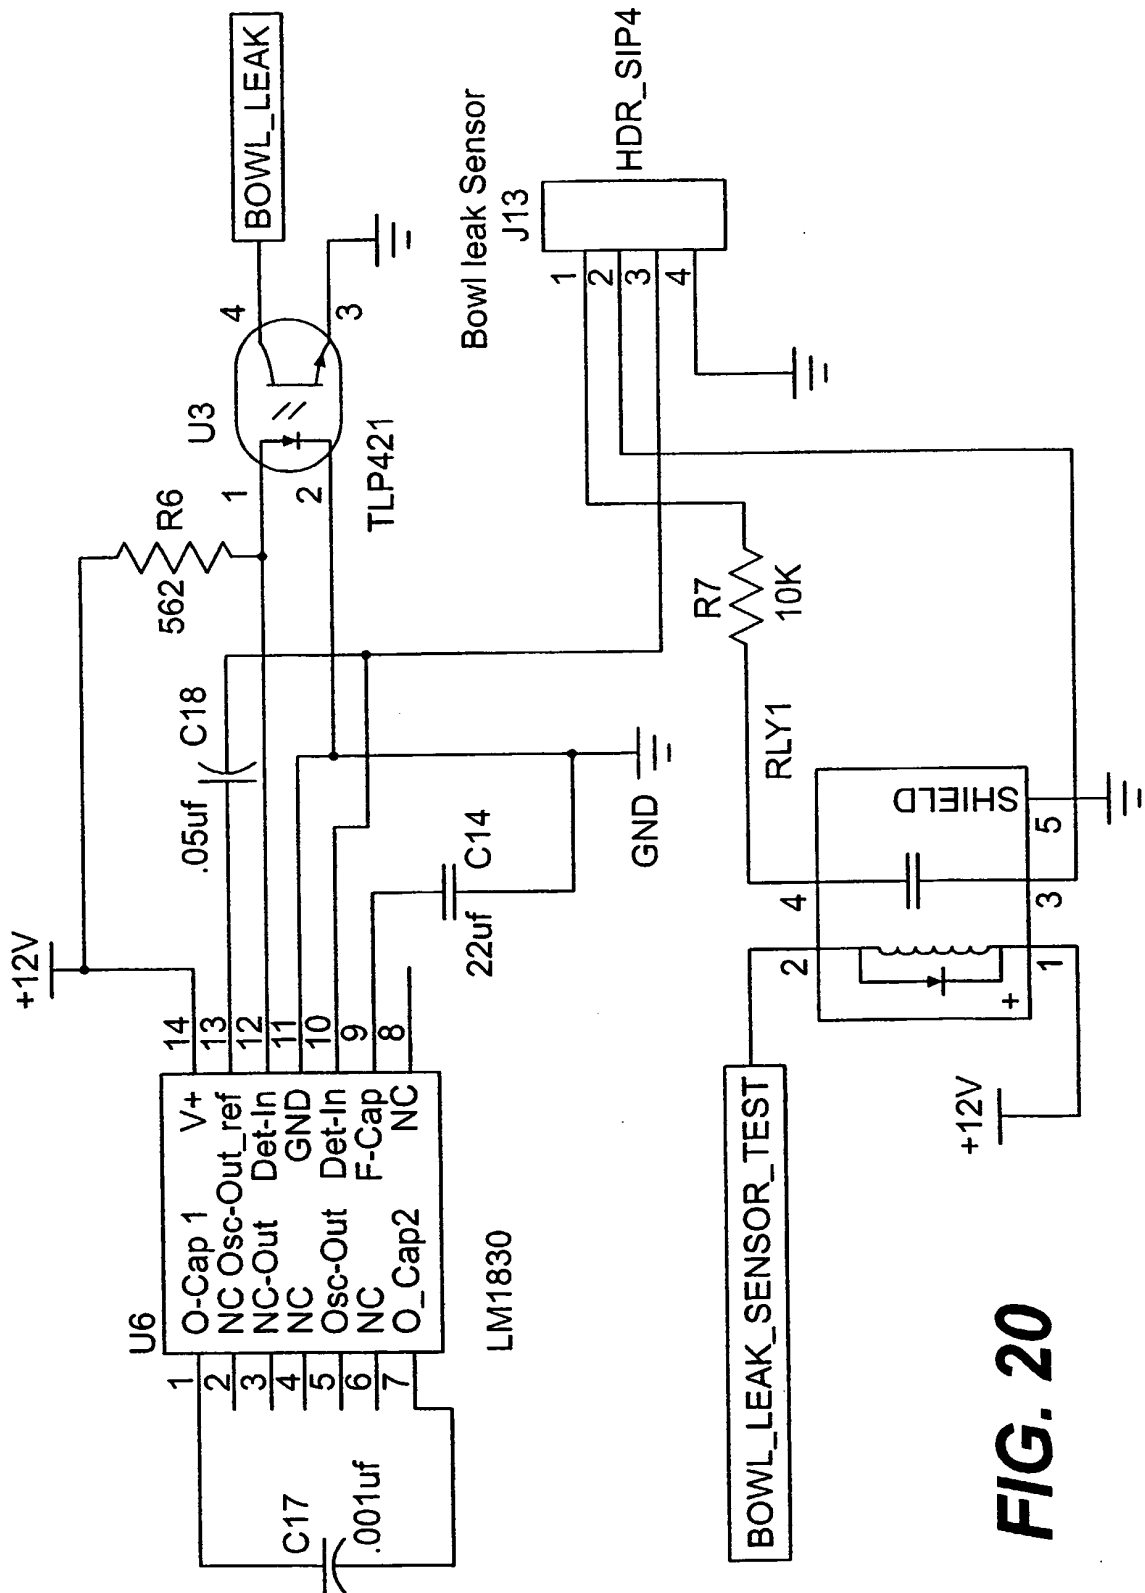 +12V
C17
.001uf
U6
1
2
3
4
5
6
7
O-Cap 1
NC
NC-Out
NC
Osc-Out
NC
O_Cap2
V+
Osc-Out_ref
Det-In
GND
Det-In
F-Cap
NC
14
13
12
11
10
9
8
LM1830
.05uf
C18
562
R6
22uf
C14
GND
U3
1
2
4
3
TLP421
BOWL_LEAK
Bowl leak Sensor
J13
1
2
3
4
HDR_SIP4
R7
10K
RLY1
SHIELD
2
4
1
3
5
+
+12V
BOWL_LEAK_SENSOR_TEST
FIG. 20